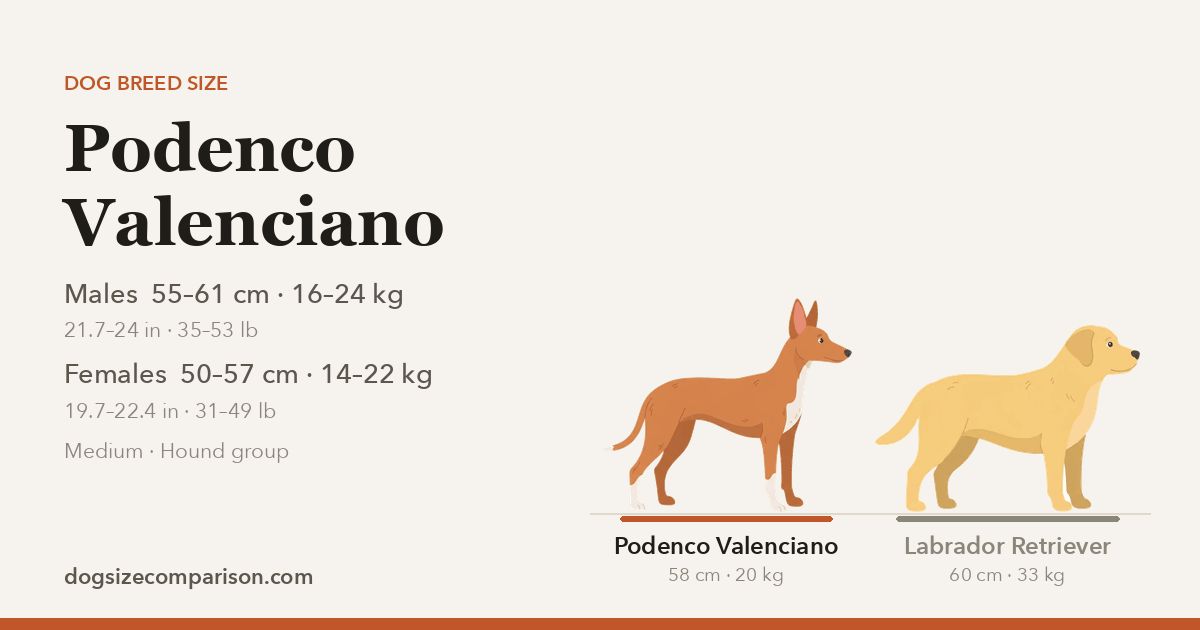 DOG BREED SIZE
Podenco
Valenciano
Males 55–61 cm · 16–24 kg
21.7–24 in · 35–53 lb
Females 50–57 cm · 14–22 kg
19.7–22.4 in · 31–49 lb
Medium · Hound group
dogsizecomparison.com
Podenco Valenciano
58 cm · 20 kg
Labrador Retriever
60 cm · 33 kg